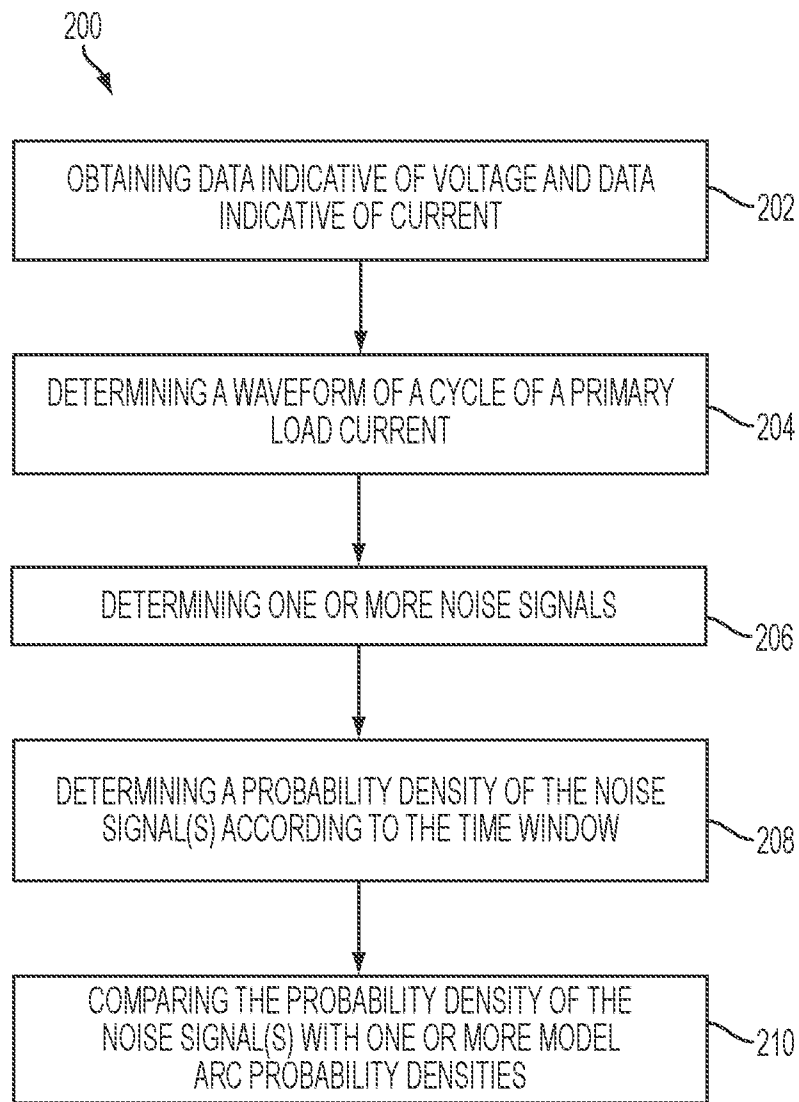 200
OBTAINING DATA INDICATIVE OF VOLTAGE AND DATA
INDICATIVE OF CURRENT
202
DETERMINING A WAVEFORM OF A CYCLE OF A PRIMARY
LOAD CURRENT
204
DETERMINING ONE OR MORE NOISE SIGNALS
206
DETERMINING A PROBABILITY DENSITY OF THE NOISE
SIGNAL(S) ACCORDING TO THE TIME WINDOW
208
COMPARING THE PROBABILITY DENSITY OF THE
NOISE SIGNAL(S) WITH ONE OR MORE MODEL
ARC PROBABILITY DENSITIES
210